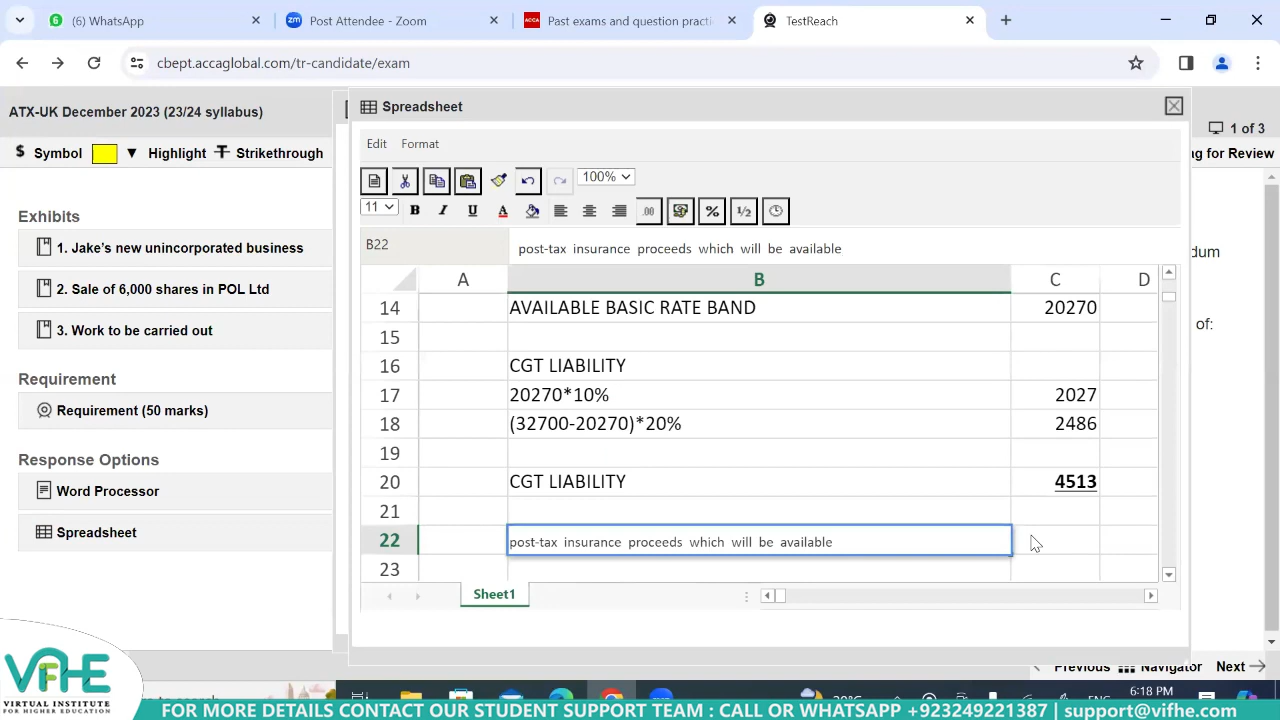 (6) WhatsApp
Post Attendee - Zoom
Past exams and question practi
TestReach
cbept.accaglobal.com/tr-candidate/exam
ATX-UK December 2023 (23/24 syllabus)
Spreadsheet
1 of 3
$ Symbol Highlight T Strikethrough
Edit Format
ng for Review
100%
11 B I U A .00 % 1/2
Exhibits
1. Jake's new unincorporated business
2. Sale of 6,000 shares in POL Ltd
3. Work to be carried out
Requirement
Requirement (50 marks)
Response Options
Word Processor
Spreadsheet
B22 post-tax insurance proceeds which will be available
dum
of:
A B C D
14 AVAILABLE BASIC RATE BAND 20270
15
16 CGT LIABILITY
17 20270*10% 2027
18 (32700-20270)*20% 2486
19
20 CGT LIABILITY 4513
21
22 post-tax insurance proceeds which will be available
23
Sheet1
Previous Navigator Next
ENG 6:18 PM
VFHE
VIRTUAL INSTITUTE
FOR HIGHER EDUCATION
FOR MORE DETAILS CONTACT OUR STUDENT SUPPORT TEAM : CALL OR WHATSAPP +923249221387 | support@vifhe.com